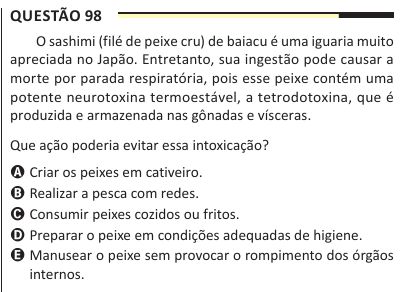 QUESTÃO 98
O sashimi (filé de peixe cru) de baiacu é uma iguaria muito
apreciada no Japão. Entretanto, sua ingestão pode causar a
morte por parada respiratória, pois esse peixe contém uma
potente neurotoxina termoestável, a tetrodotoxina, que é
produzida e armazenada nas gônadas e vísceras.
Que ação poderia evitar essa intoxicação?
A Criar os peixes em cativeiro.
B Realizar a pesca com redes.
C Consumir peixes cozidos ou fritos.
D Preparar o peixe em condições adequadas de higiene.
E Manusear o peixe sem provocar o rompimento dos órgãos
internos.